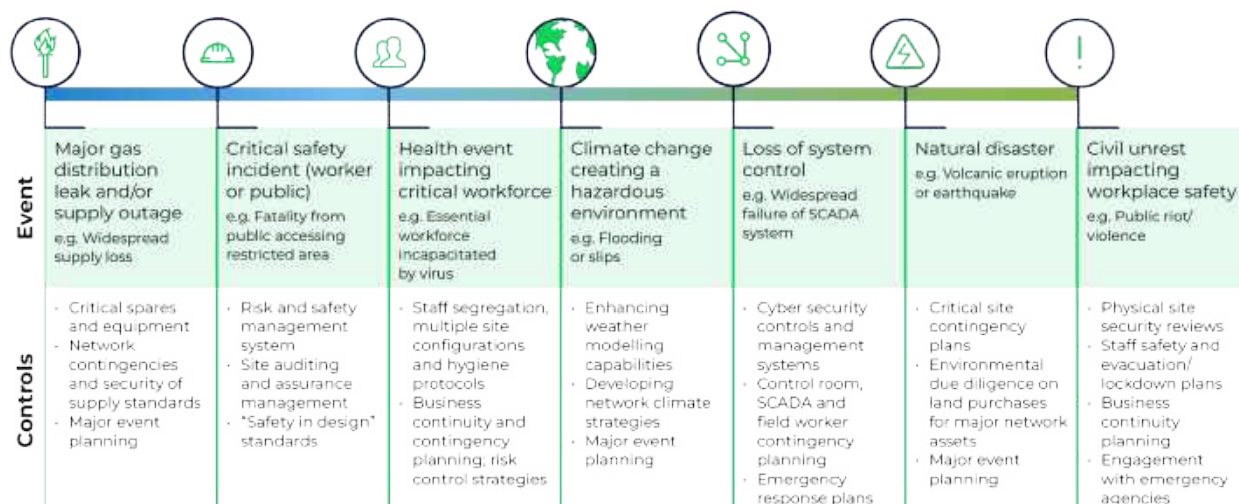 Event
Major gas
distribution
leak and/or
supply outage
e.g. Widespread
supply loss
Critical safety
incident (worker
or public)
e.g. Fatality from
public accessing
restricted area
Health event
impacting
critical workforce
e.g. Essential
workforce
incapacitated
by virus
Climate change
creating a
hazardous
environment
e.g. Flooding
or slips
Loss of system
control
e.g. Widespread
failure of SCADA
system
Natural disaster
e.g. Volcanic eruption
or earthquake
Civil unrest
impacting
workplace safety
e.g. Public riot/
violence
Controls
· Critical spares
and equipment
· Network
contingencies
and security of
supply standards
· Major event
planning
· Risk and safety
management
system
· Site auditing
and assurance
management
· "Safety in design"
standards
· Staff segregation,
multiple site
configurations
and hygiene
protocols
· Business
continuity and
contingency
planning; risk
control strategies
· Enhancing
weather
modelling
capabilities
· Developing
network climate
strategies
· Major event
planning
· Cyber security
controls and
management
systems
· Control room,
SCADA and
field worker
contingency
planning
· Emergency
response plans
· Critical site
contingency
plans
· Environmental
due diligence on
land purchases
for major network
assets
· Major event
planning
· Physical site
security reviews
· Staff safety and
evacuation/
lockdown plans
· Business
continuity
planning
· Engagement
with emergency
agencies